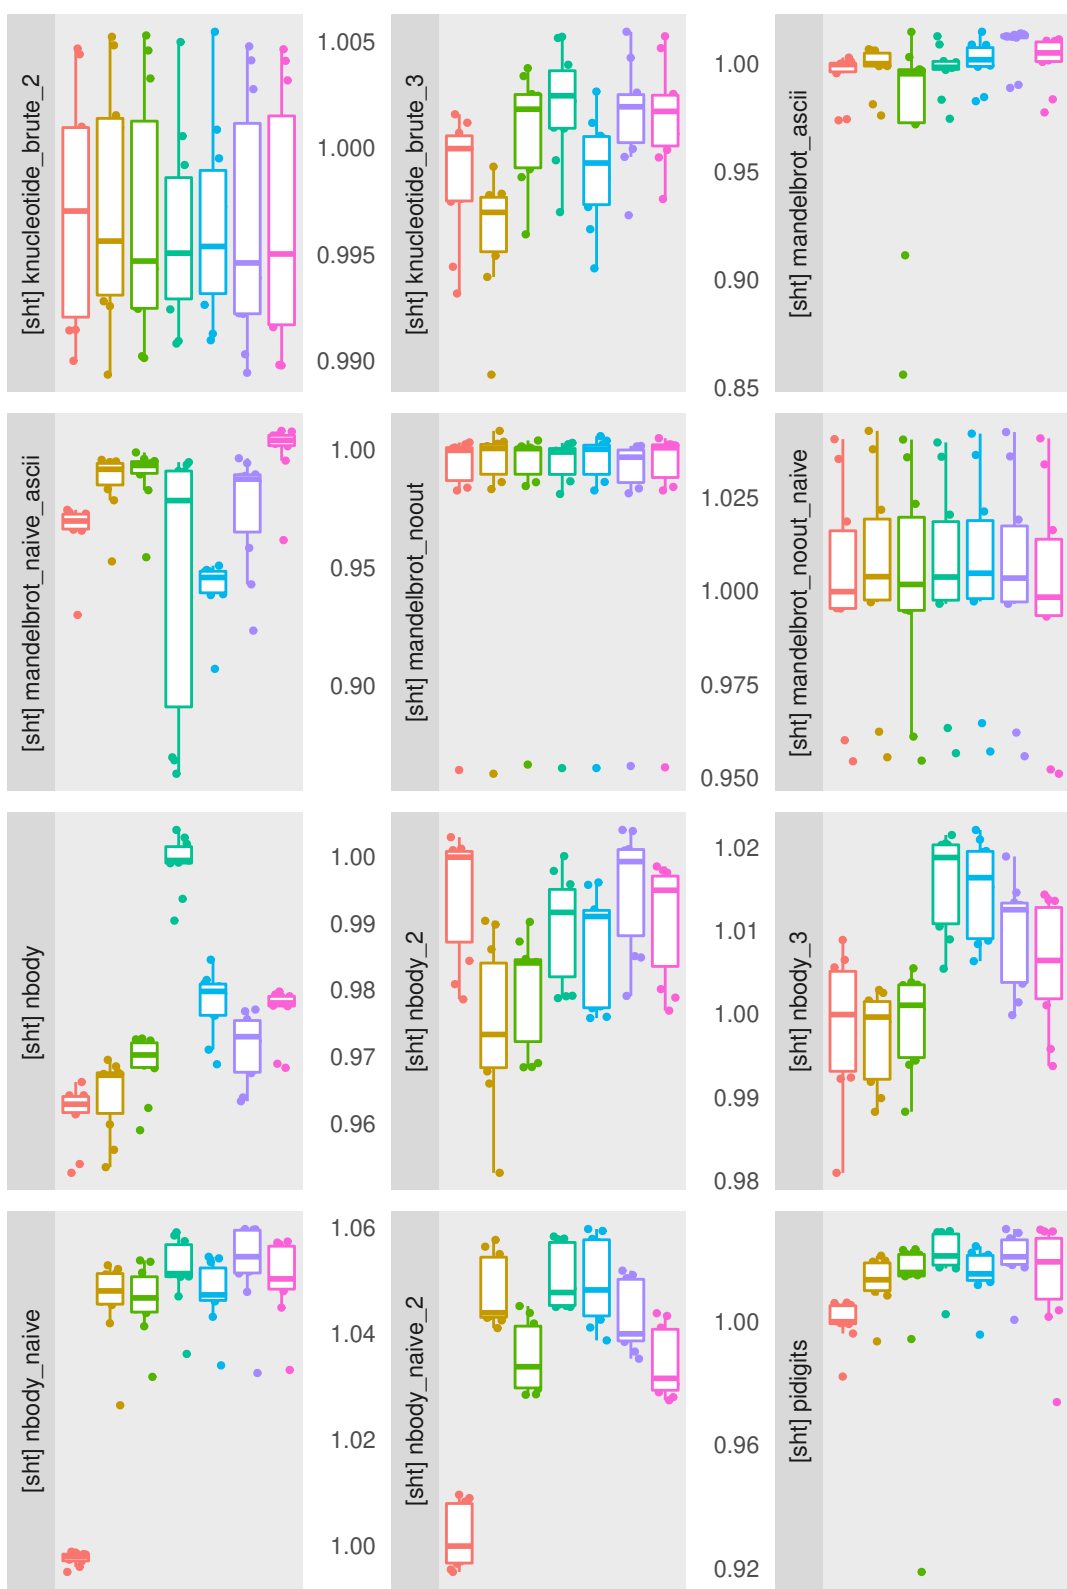 [sht] knucleotide_brute_2
1.005
1.000
0.995
0.990
[sht] knucleotide_brute_3
1.00
0.95
0.90
0.85
[sht] mandelbrot_ascii
[sht] mandelbrot_naive_ascii
1.00
0.95
0.90
[sht] mandelbrot_noout
1.025
1.000
0.975
0.950
[sht] mandelbrot_noout_naive
[sht] nbody
1.00
0.99
0.98
0.97
0.96
[sht] nbody_2
1.02
1.01
1.00
0.99
0.98
[sht] nbody_3
[sht] nbody_naive
1.06
1.04
1.02
1.00
[sht] nbody_naive_2
1.00
0.96
0.92
[sht] pidigits